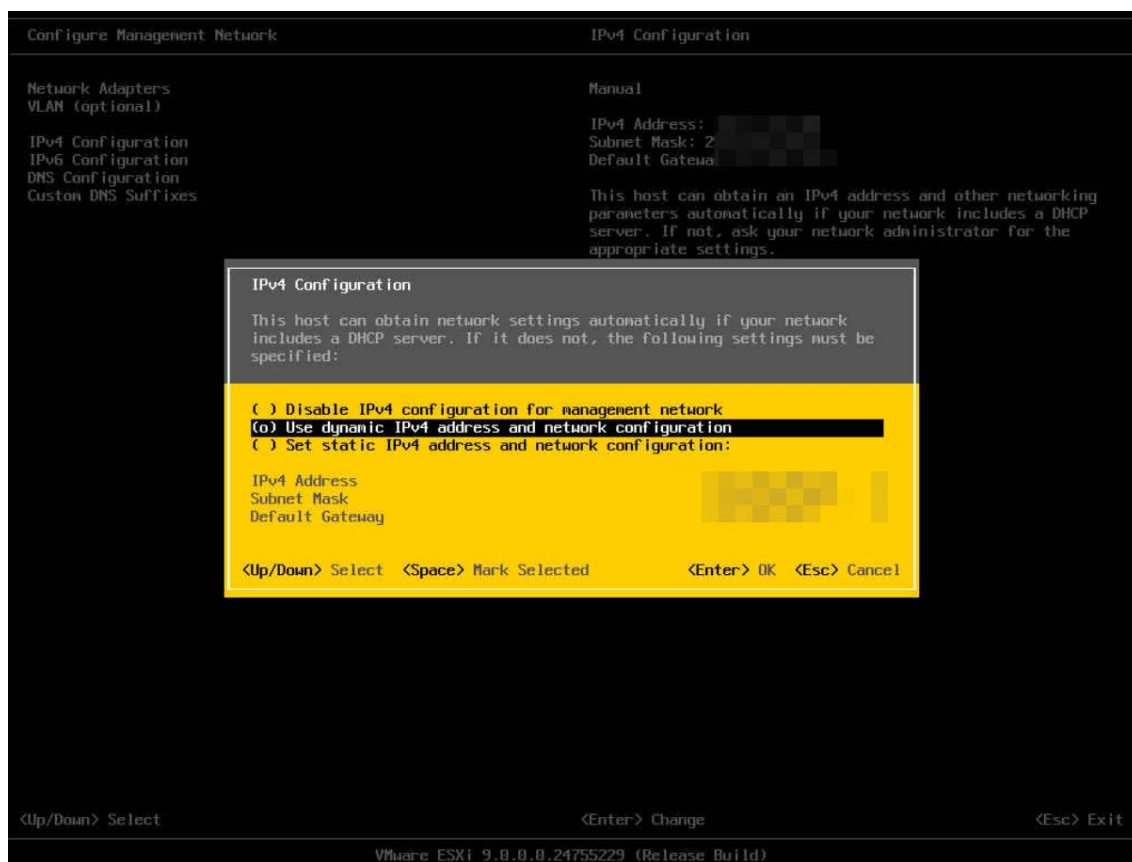 Configure Management Network
IPv4 Configuration
Network Adapters
VLAN (optional)
IPv4 Configuration
IPv6 Configuration
DNS Configuration
Custom DNS Suffixes
Manual
IPv4 Address:
Subnet Mask: 2
Default Gatewa
This host can obtain an IPv4 address and other networking
parameters automatically if your network includes a DHCP
server. If not, ask your network administrator for the
appropriate settings.
IPv4 Configuration
This host can obtain network settings automatically if your network
includes a DHCP server. If it does not, the following settings must be
specified:
( ) Disable IPv4 configuration for management network
(o) Use dynamic IPv4 address and network configuration
( ) Set static IPv4 address and network configuration:
IPv4 Address
Subnet Mask
Default Gateway
<Up/Down> Select <Space> Mark Selected <Enter> OK <Esc> Cancel
<Up/Down> Select <Enter> Change <Esc> Exit
VMware ESXi 9.0.0.0.24755229 (Release Build)